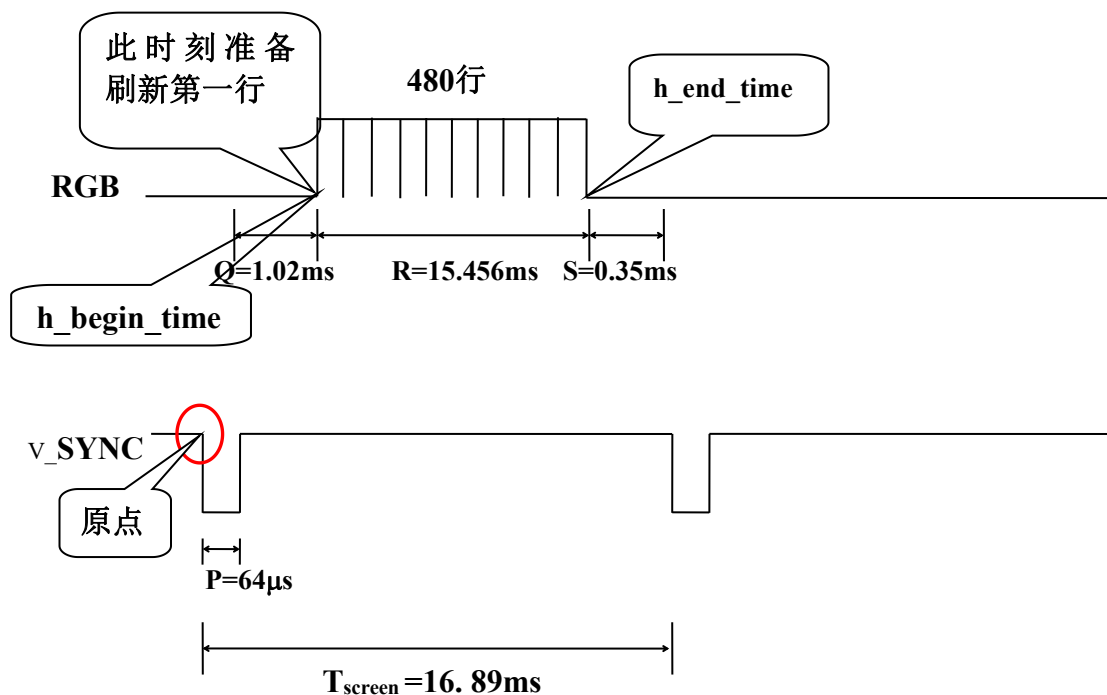 此时刻准备
刷新第一行
480行
h_end_time
RGB
Q=1.02ms
R=15.456ms
S=0.35ms
h_begin_time
v_SYNC
原点
P=64μs
Tscreen =16. 89ms